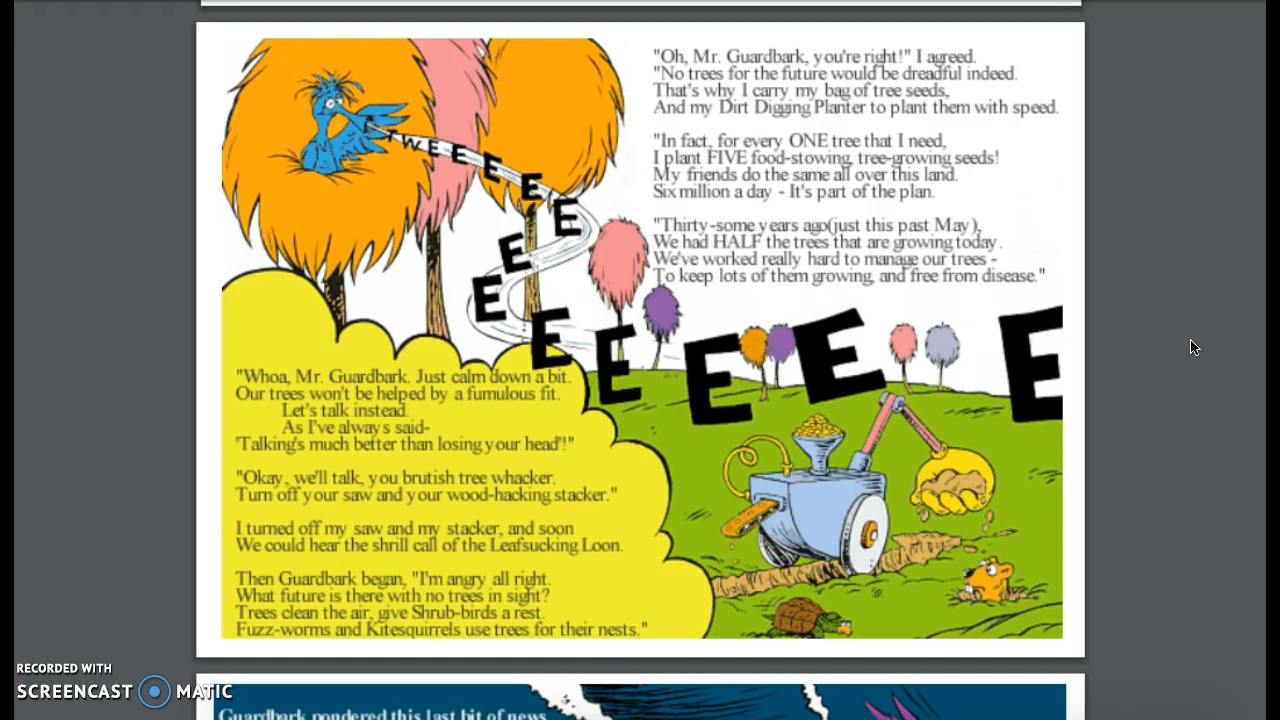 "Oh, Mr. Guardbark, you're right!" I agreed.
"No trees for the future would be dreadful indeed.
That's why I carry my bag of tree seeds,
And my Dirt Digging Planter to plant them with speed.
"In fact, for every ONE tree that I need,
I plant FIVE food-stowing, tree-growing seeds!
My friends do the same all over this land.
Six million a day - It's part of the plan.
"Thirty-some years ago(just this past May),
We had HALF the trees that are growing today.
We've worked really hard to manage our trees -
To keep lots of them growing, and free from disease."
TWEEEEEEEEEEEE
"Whoa, Mr. Guardbark. Just calm down a bit.
Our trees won't be helped by a fumulous fit.
Let's talk instead.
As I've always said-
'Talking's much better than losing your head'!"
"Okay, we'll talk, you brutish tree whacker.
Turn off your saw and your wood-hacking stacker."
I turned off my saw and my stacker, and soon
We could hear the shrill call of the Leafsucking Loon.
Then Guardbark began, "I'm angry all right.
What future is there with no trees in sight?
Trees clean the air, give Shrub-birds a rest.
Fuzz-worms and Kitesquirrels use trees for their nests."
Guardbark pondered this last bit of news
RECORDED WITH
SCREENCAST MATIC